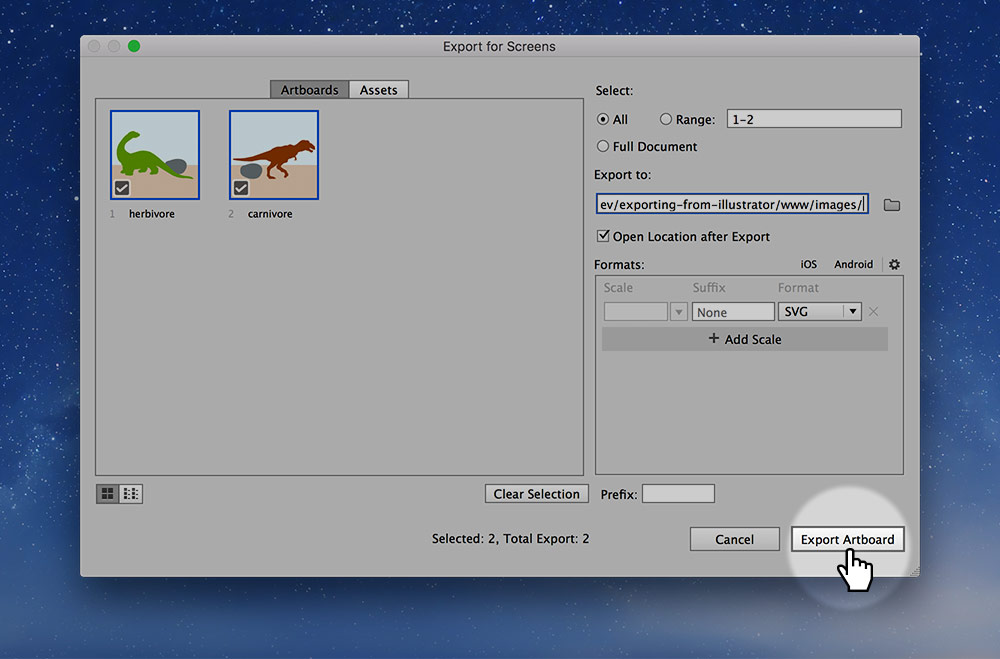 Export for Screens
Artboards Assets
1 herbivore
2 carnivore
Clear Selection
Selected: 2, Total Export: 2
Select:
All Range: 1-2
Full Document
Export to:
ev/exporting-from-illustrator/www/images/
Open Location after Export
Formats: iOS Android
Scale Suffix Format
None SVG
+ Add Scale
Prefix:
Cancel Export Artboard